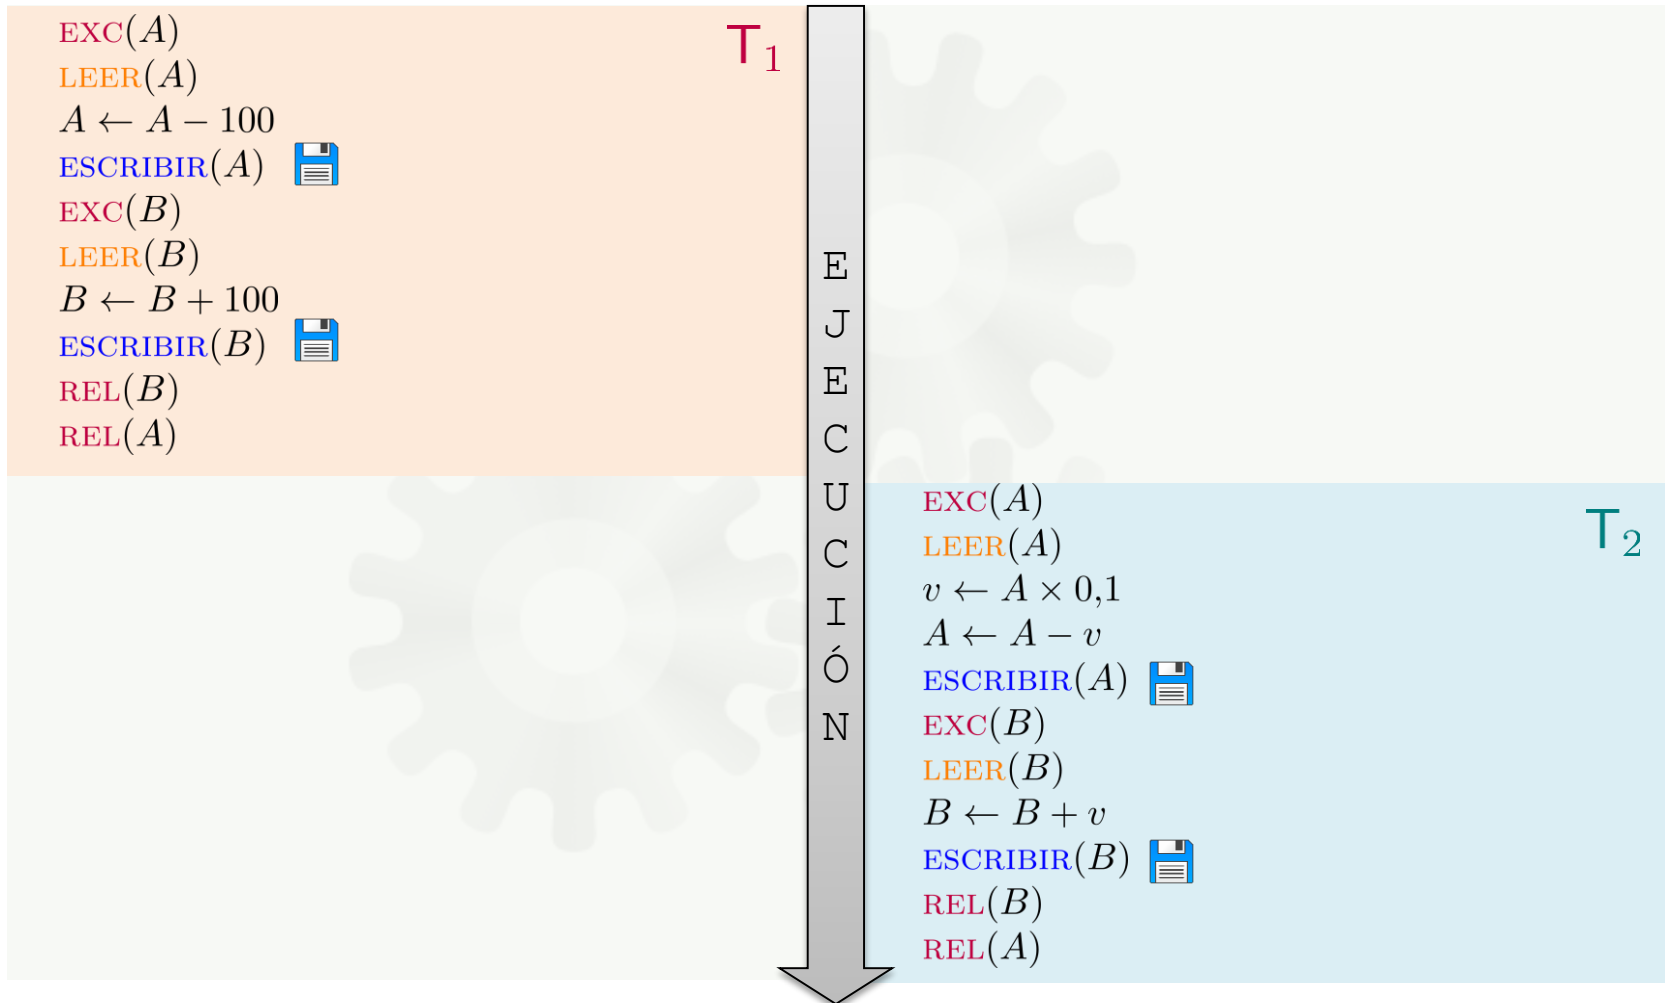 EXC(A)
LEER(A)
A ← A − 100
ESCRIBIR(A)
EXC(B)
LEER(B)
B ← B + 100
ESCRIBIR(B)
REL(B)
REL(A)
T₁
EJECUCIÓN
EXC(A)
LEER(A)
v ← A × 0,1
A ← A − v
ESCRIBIR(A)
EXC(B)
LEER(B)
B ← B + v
ESCRIBIR(B)
REL(B)
REL(A)
T₂